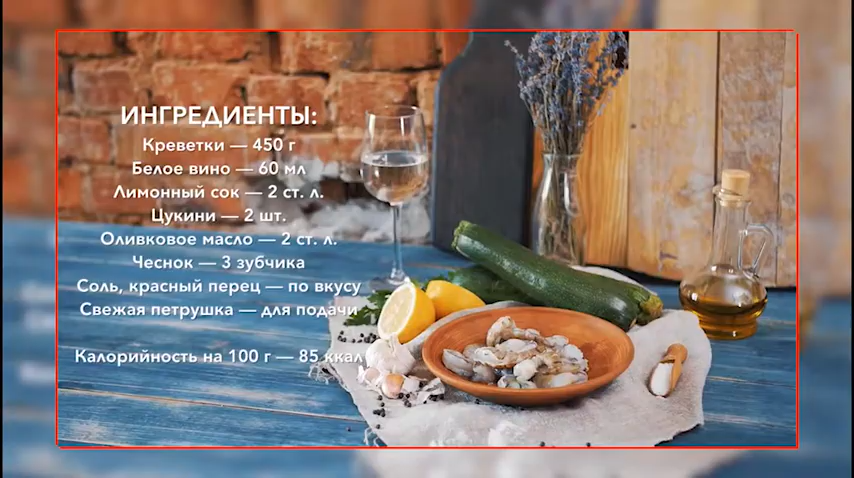 ИНГРЕДИЕНТЫ:
Креветки — 450 г
Белое вино — 60 мл
Лимонный сок — 2 ст. л.
Цукини — 2 шт.
Оливковое масло — 2 ст. л.
Чеснок — 3 зубчика
Соль, красный перец — по вкусу
Свежая петрушка — для подачи
Калорийность на 100 г — 85 ккал